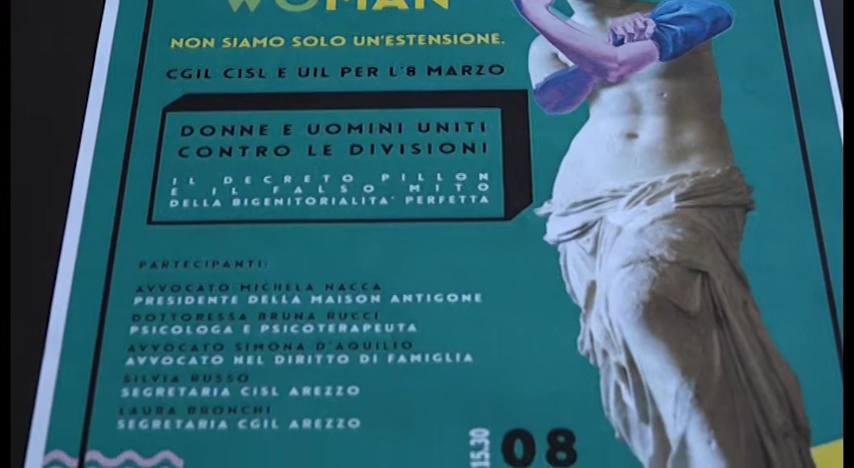 WOMAN
NON SIAMO SOLO UN'ESTENSIONE.
CGIL CISL E UIL PER L'8 MARZO
DONNE E UOMINI UNITI
CONTRO LE DIVISIONI
IL DECRETO PILLON
E IL FALSO MITO
DELLA BIGENITORIALITA' PERFETTA
PARTECIPANTI
AVVOCATO MICHELA NACCA
PRESIDENTE DELLA MAISON ANTIGONE
DOTTORESSA BRUNA RUCCI
PSICOLOGA E PSICOTERAPEUTA
AVVOCATO SIMONA D'AQUILIO
AVVOCATO NEL DIRITTO DI FAMIGLIA
SILVIA RUSSO
SEGRETARIA CISL AREZZO
LAURA BRONCHI
SEGRETARIA CGIL AREZZO
15.30
08